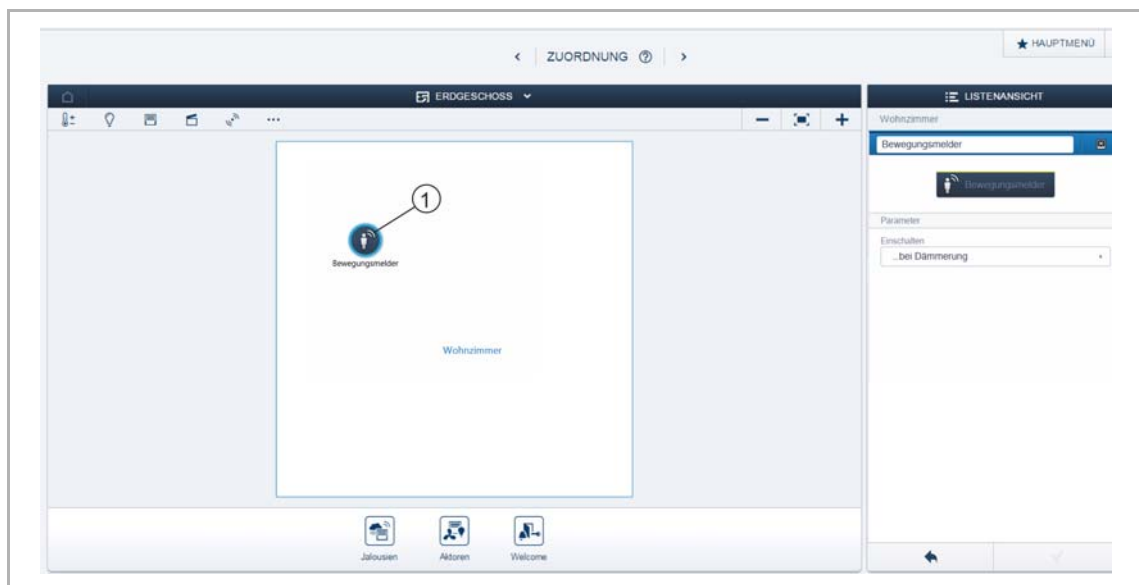 ZUORDNUNG ?
★ HAUPTMENÜ
ERDGESCHOSS
LISTENANSICHT
Wohnzimmer
Bewegungsmelder
Bewegungsmelder
1
Bewegungsmelder
Parameter
Einschalten
...bei Dämmerung
Wohnzimmer
Jalousien
Aktoren
Welcome